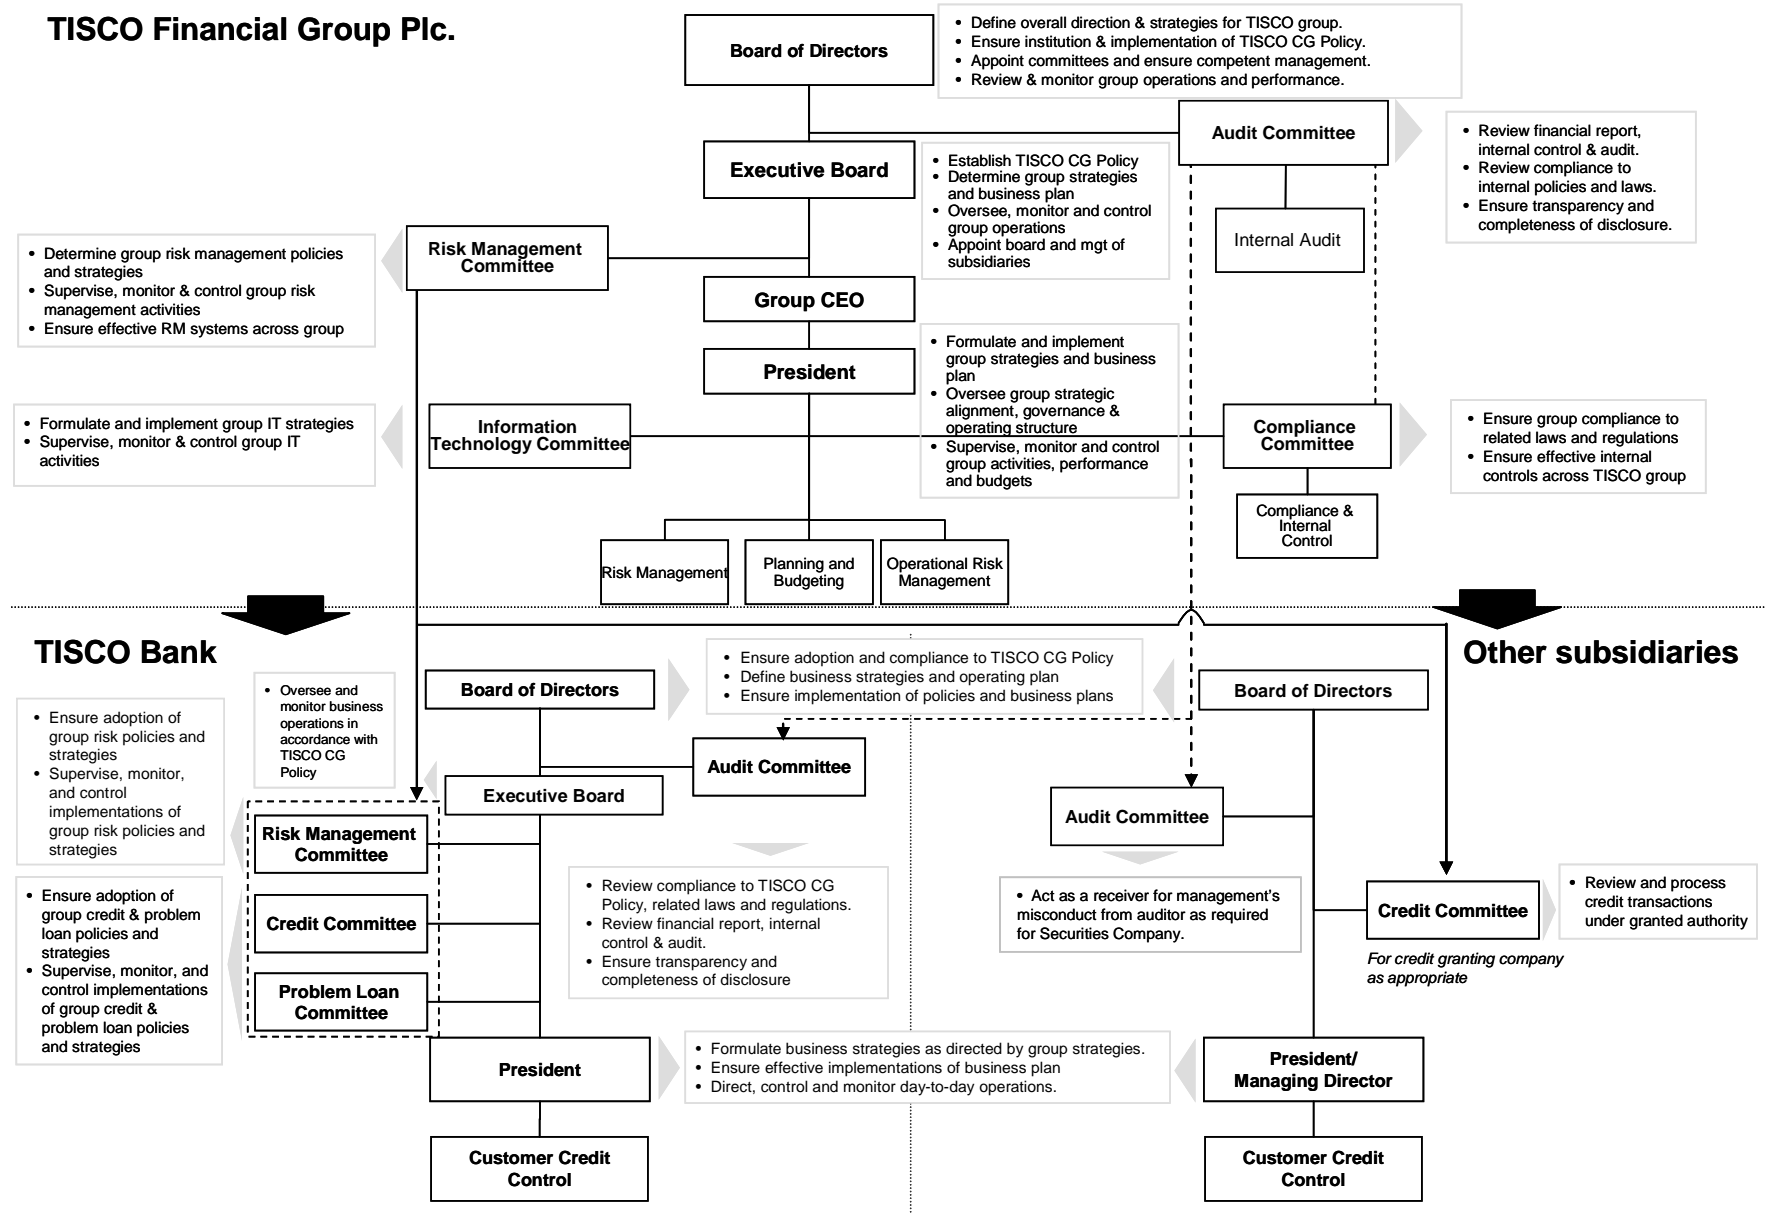 TISCO Financial Group Plc.
Board of Directors
• Define overall direction & strategies for TISCO group.
• Ensure institution & implementation of TISCO CG Policy.
• Appoint committees and ensure competent management.
• Review & monitor group operations and performance.
Audit Committee
• Review financial report,
internal control & audit.
• Review compliance to
internal policies and laws.
• Ensure transparency and
completeness of disclosure.
Executive Board
• Establish TISCO CG Policy
• Determine group strategies
and business plan
• Oversee, monitor and control
group operations
• Appoint board and mgt of
subsidiaries
Internal Audit
Risk Management
Committee
• Determine group risk management policies
and strategies
• Supervise, monitor & control group risk
management activities
• Ensure effective RM systems across group
Group CEO
President
• Formulate and implement
group strategies and business
plan
• Oversee group strategic
alignment, governance &
operating structure
• Supervise, monitor and control
group activities, performance
and budgets
• Formulate and implement group IT strategies
• Supervise, monitor & control group IT
activities
Information
Technology Committee
Compliance
Committee
• Ensure group compliance to
related laws and regulations
• Ensure effective internal
controls across TISCO group
Compliance &
Internal
Control
Risk Management
Planning and
Budgeting
Operational Risk
Management
TISCO Bank
Other subsidiaries
• Ensure adoption and compliance to TISCO CG Policy
• Define business strategies and operating plan
• Ensure implementation of policies and business plans
Board of Directors
Board of Directors
• Oversee and
monitor business
operations in
accordance with
TISCO CG
Policy
• Ensure adoption of
group risk policies and
strategies
• Supervise, monitor,
and control
implementations of
group risk policies and
strategies
Audit Committee
Executive Board
Audit Committee
Risk Management
Committee
• Ensure adoption of
group credit & problem
loan policies and
strategies
• Supervise, monitor, and
control implementations
of group credit &
problem loan policies
and strategies
Credit Committee
Problem Loan
Committee
• Review compliance to TISCO CG
Policy, related laws and regulations.
• Review financial report, internal
control & audit.
• Ensure transparency and
completeness of disclosure
• Act as a receiver for management’s
misconduct from auditor as required
for Securities Company.
Credit Committee
• Review and process
credit transactions
under granted authority
For credit granting company
as appropriate
President
• Formulate business strategies as directed by group strategies.
• Ensure effective implementations of business plan
• Direct, control and monitor day-to-day operations.
President/
Managing Director
Customer Credit
Control
Customer Credit
Control